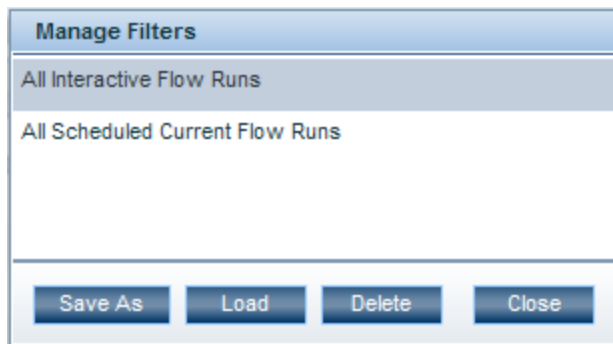 Manage Filters
All Interactive Flow Runs
All Scheduled Current Flow Runs
Save As Load Delete Close